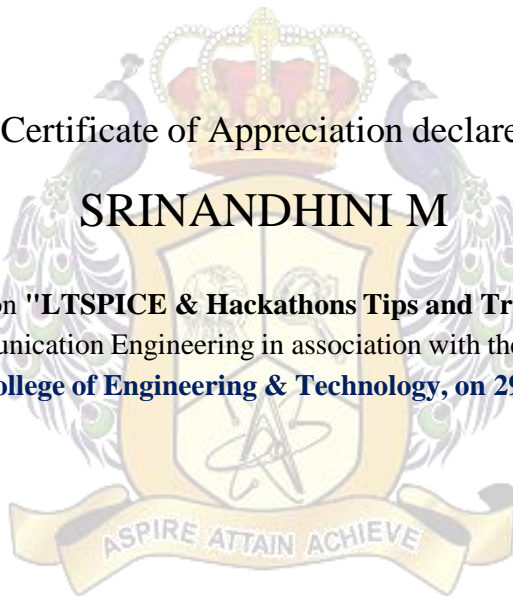 Certificate of Appreciation declare
SRINANDHINI M
on "LTSPICE & Hackathons Tips and Tr
unication Engineering in association with the
ollege of Engineering & Technology, on 29
ASPIRE ATTAIN ACHIEVE